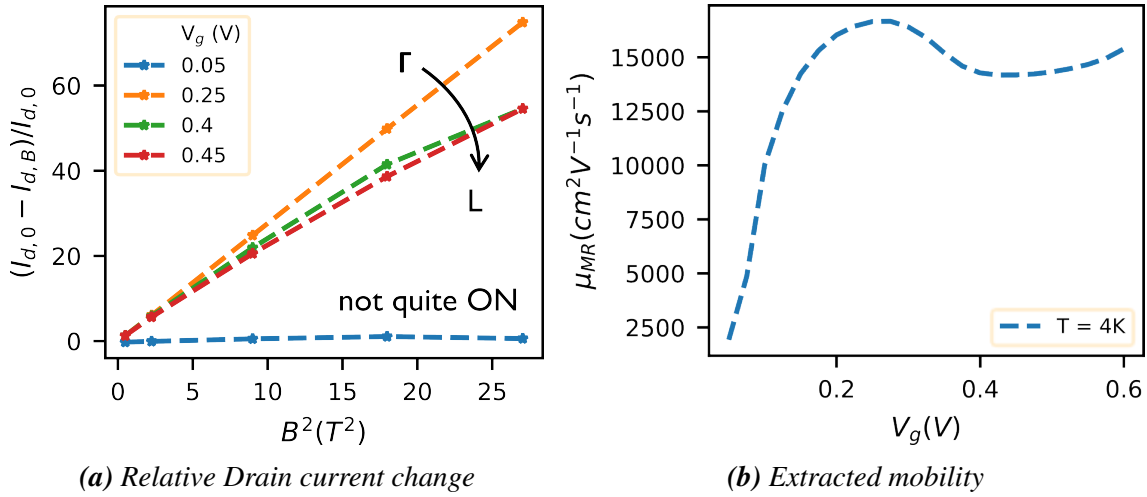 V_g (V)
0.05
0.25
0.4
0.45
Γ
L
not quite ON
60
40
20
0
0 5 10 15 20 25
(I_{d,0} − I_{d,B})/I_{d,0}
B^2(T^2)
(a) Relative Drain current change
15000
12500
10000
7500
5000
2500
0.2 0.4 0.6
μ_{MR}(cm^2V^{-1}s^{-1})
V_g(V)
T = 4K
(b) Extracted mobility